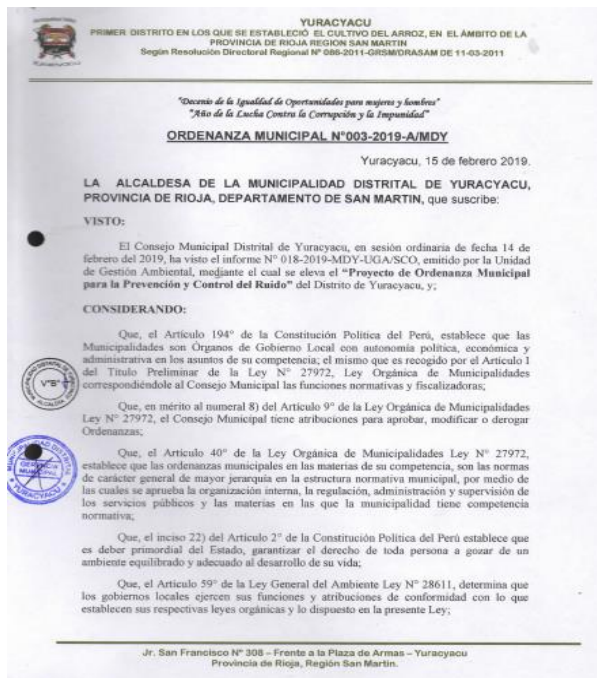 YURACYACU
PRIMER DISTRITO EN LOS QUE SE ESTABLECIÓ EL CULTIVO DEL ARROZ, EN EL ÁMBITO DE LA
PROVINCIA DE RIOJA REGION SAN MARTIN
Según Resolución Directoral Regional Nº 086-2011-GRSM/DRASAM DE 11-03-2011
"Decenio de la Igualdad de Oportunidades para mujeres y hombres"
"Año de la Lucha Contra la Corrupción y la Impunidad"
ORDENANZA MUNICIPAL N°003-2019-A/MDY
Yuracyacu, 15 de febrero 2019.
LA ALCALDESA DE LA MUNICIPALIDAD DISTRITAL DE YURACYACU,
PROVINCIA DE RIOJA, DEPARTAMENTO DE SAN MARTIN, que suscribe:
VISTO:
El Consejo Municipal Distrital de Yuracyacu, en sesión ordinaria de fecha 14 de
febrero del 2019, ha visto el informe N° 018-2019-MDY-UGA/SCO, emitido por la Unidad
de Gestión Ambiental, mediante el cual se eleva el "Proyecto de Ordenanza Municipal
para la Prevención y Control del Ruido" del Distrito de Yuracyacu, y;
CONSIDERANDO:
Que, el Artículo 194° de la Constitución Política del Perú, establece que las
Municipalidades son Órganos de Gobierno Local con autonomía política, económica y
administrativa en los asuntos de su competencia; el mismo que es recogido por el Artículo I
del Título Preliminar de la Ley N° 27972, Ley Orgánica de Municipalidades
correspondiéndole al Consejo Municipal las funciones normativas y fiscalizadoras;
Que, en mérito al numeral 8) del Artículo 9° de la Ley Orgánica de Municipalidades
Ley N° 27972, el Consejo Municipal tiene atribuciones para aprobar, modificar o derogar
Ordenanzas;
V°B°
Que, el Artículo 40° de la Ley Orgánica de Municipalidades Ley N° 27972,
establece que las ordenanzas municipales en las materias de su competencia, son las normas
de carácter general de mayor jerarquía en la estructura normativa municipal, por medio de
las cuales se aprueba la organización interna, la regulación, administración y supervisión de
los servicios públicos y las materias en las que la municipalidad tiene competencia
normativa;
GERENCIA
MUNICIPAL
YURACYACU
Que, el inciso 22) del Artículo 2° de la Constitución Política del Perú establece que
es deber primordial del Estado, garantizar el derecho de toda persona a gozar de un
ambiente equilibrado y adecuado al desarrollo de su vida;
Que, el Artículo 59° de la Ley General del Ambiente Ley N° 28611, determina que
los gobiernos locales ejercen sus funciones y atribuciones de conformidad con lo que
establecen sus respectivas leyes orgánicas y lo dispuesto en la presente Ley;
Jr. San Francisco Nº 308 – Frente a la Plaza de Armas – Yuracyacu
Provincia de Rioja, Región San Martin.